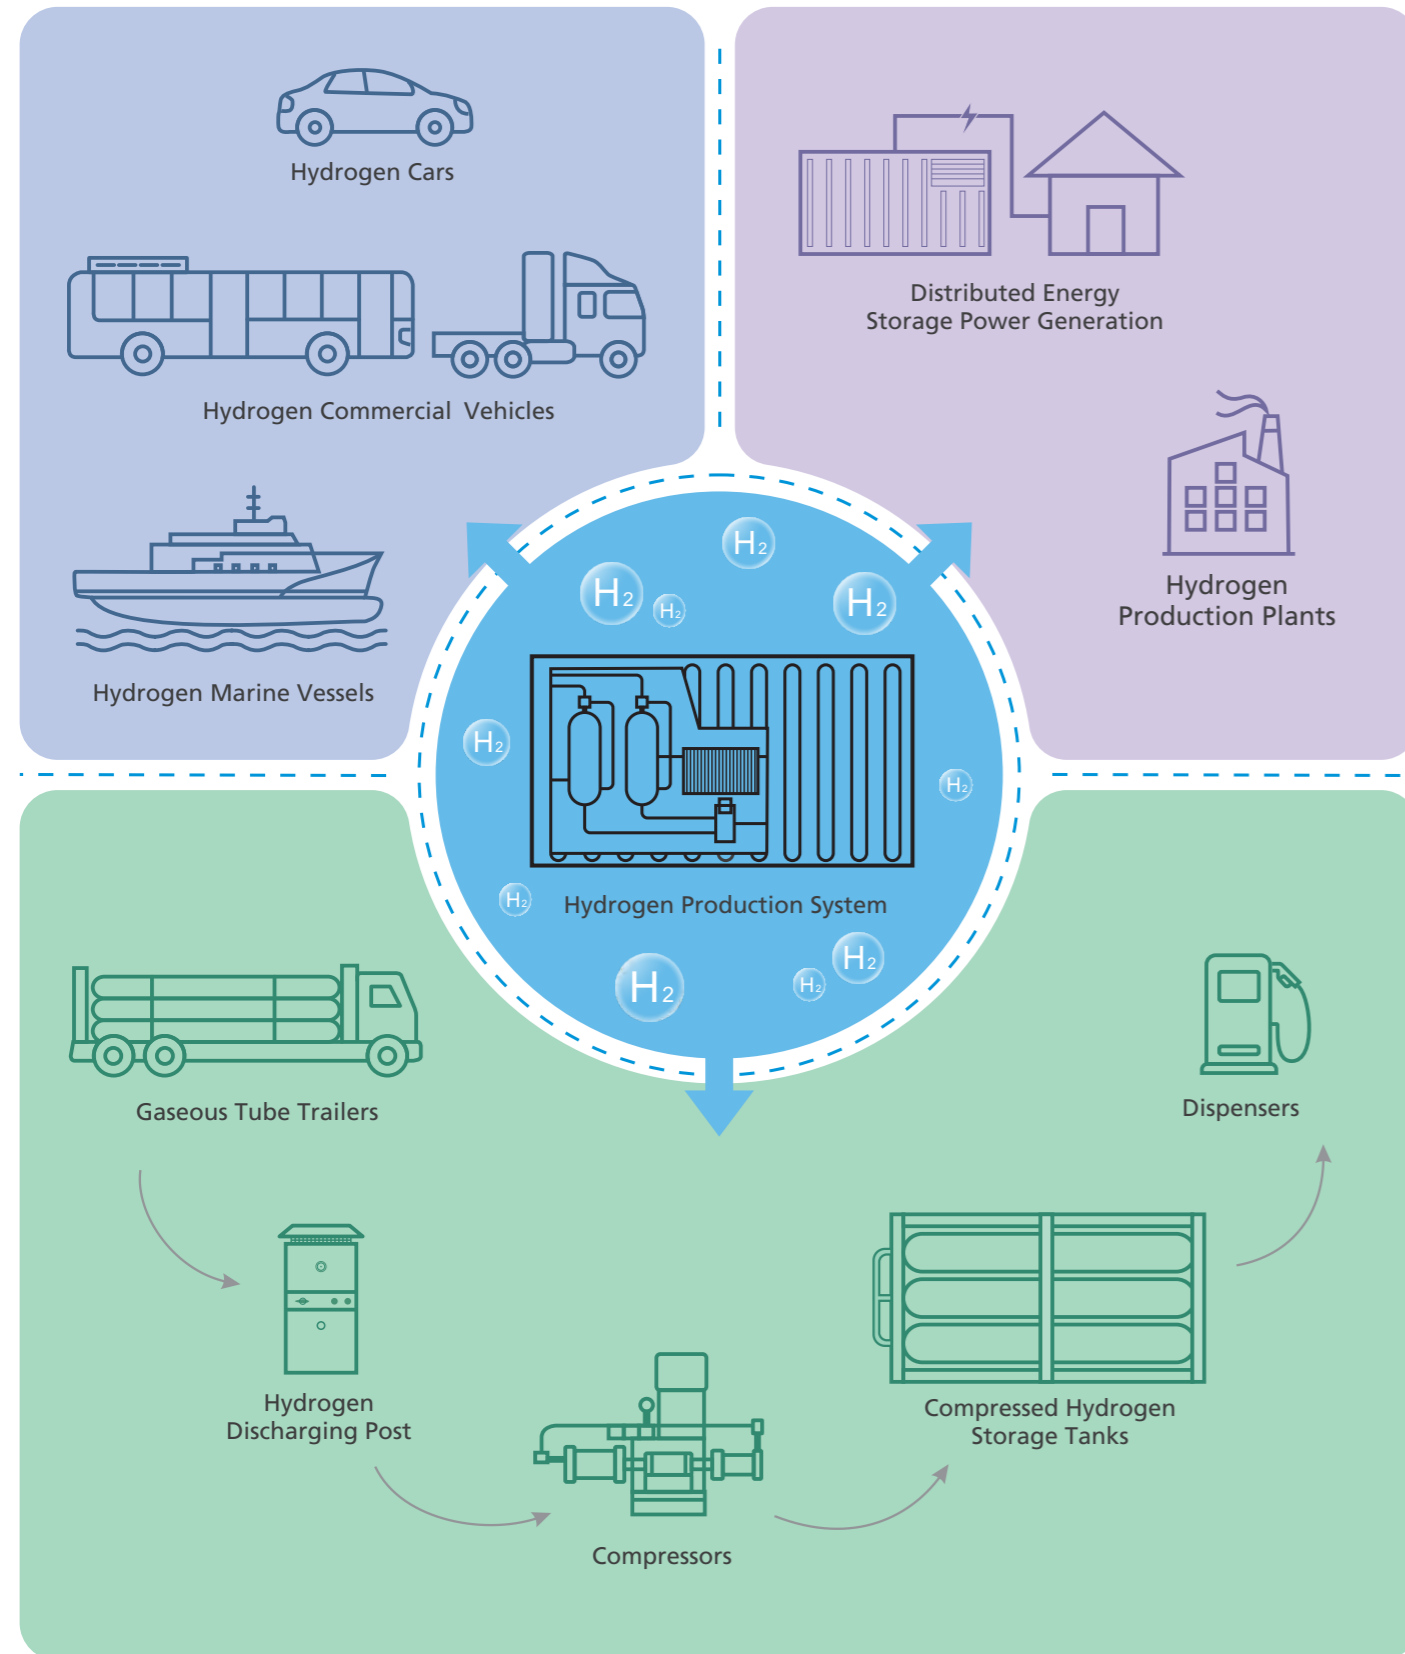 Hydrogen Cars
Hydrogen Commercial Vehicles
Hydrogen Marine Vessels
Distributed Energy
Storage Power Generation
Hydrogen
Production Plants
H₂
H₂
H₂
H₂
H₂
H₂
Hydrogen Production System
H₂
H₂
H₂
H₂
Gaseous Tube Trailers
Hydrogen
Discharging Post
Compressors
Compressed Hydrogen
Storage Tanks
Dispensers